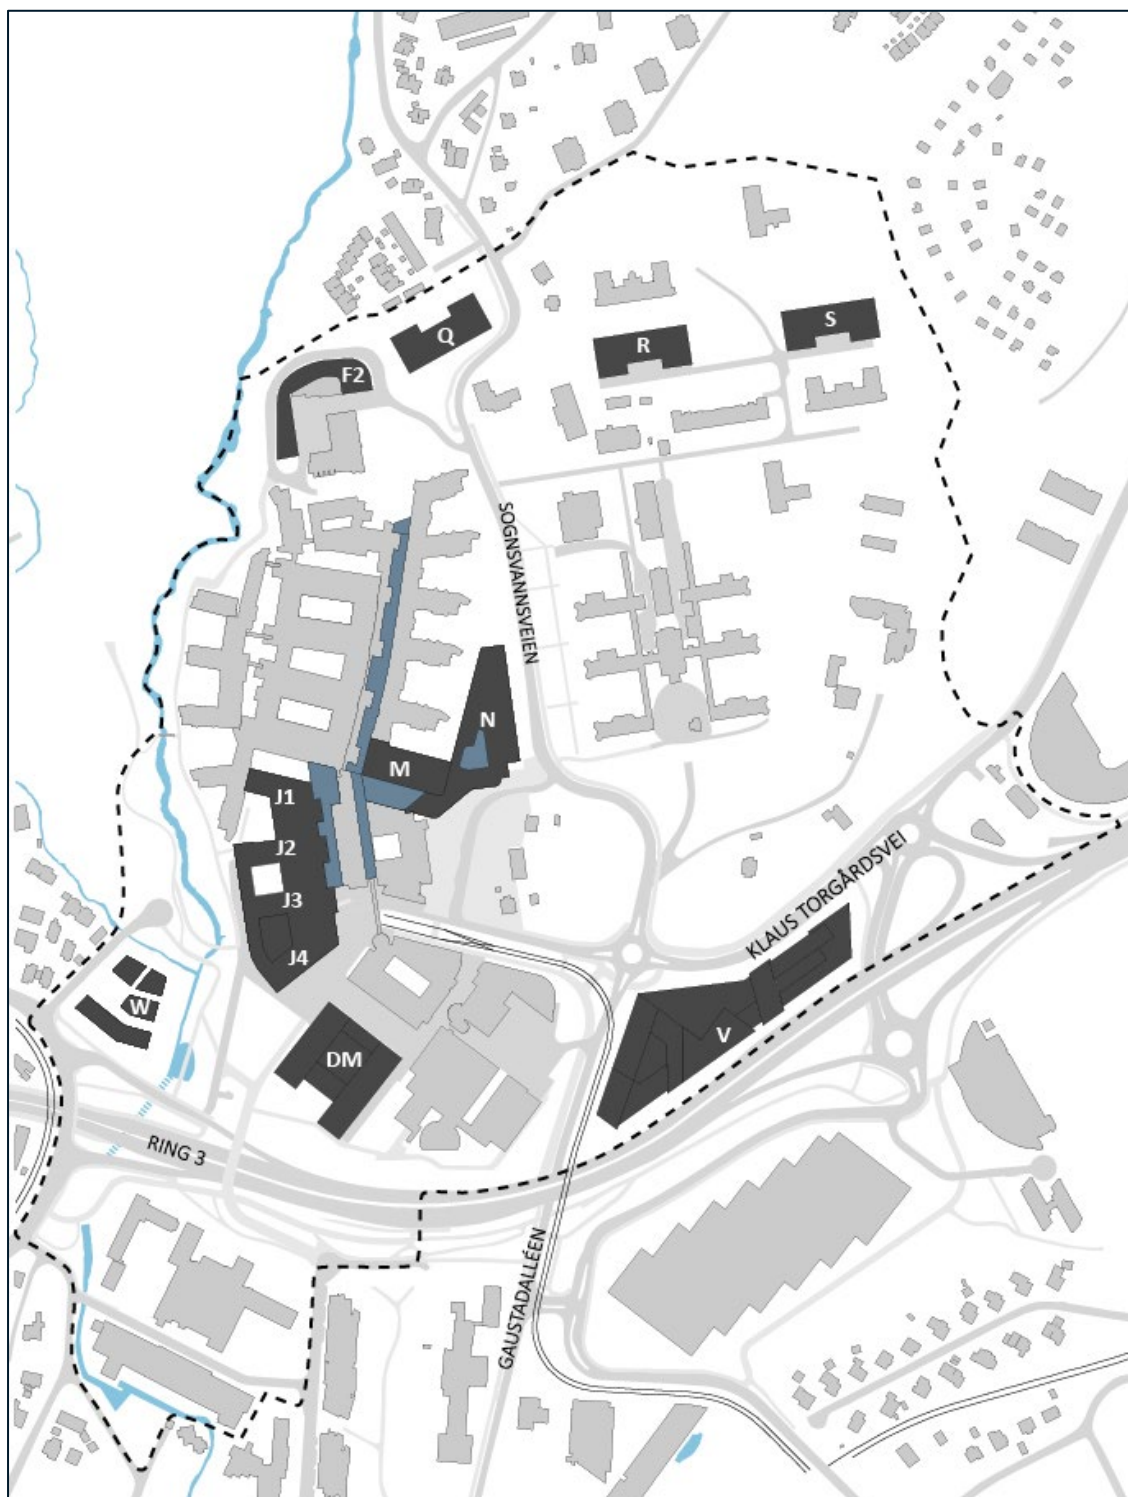 Q
F2
R
S
SOGNSVANNSVEIEN
N
M
J1
J2
J3
J4
KLAUS TORGÅRDSVEI
W
V
DM
RING 3
GAUSTADALLÉEN